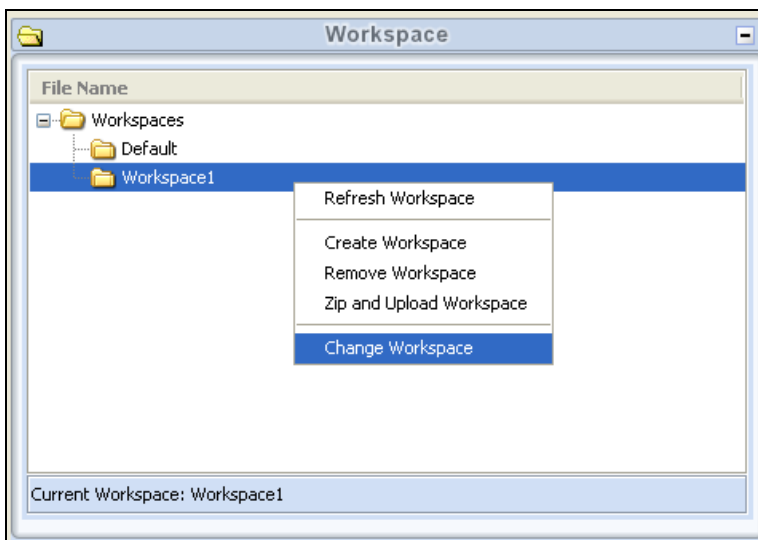 Workspace
File Name
Workspaces
Default
Workspace1
Refresh Workspace
Create Workspace
Remove Workspace
Zip and Upload Workspace
Change Workspace
Current Workspace: Workspace1